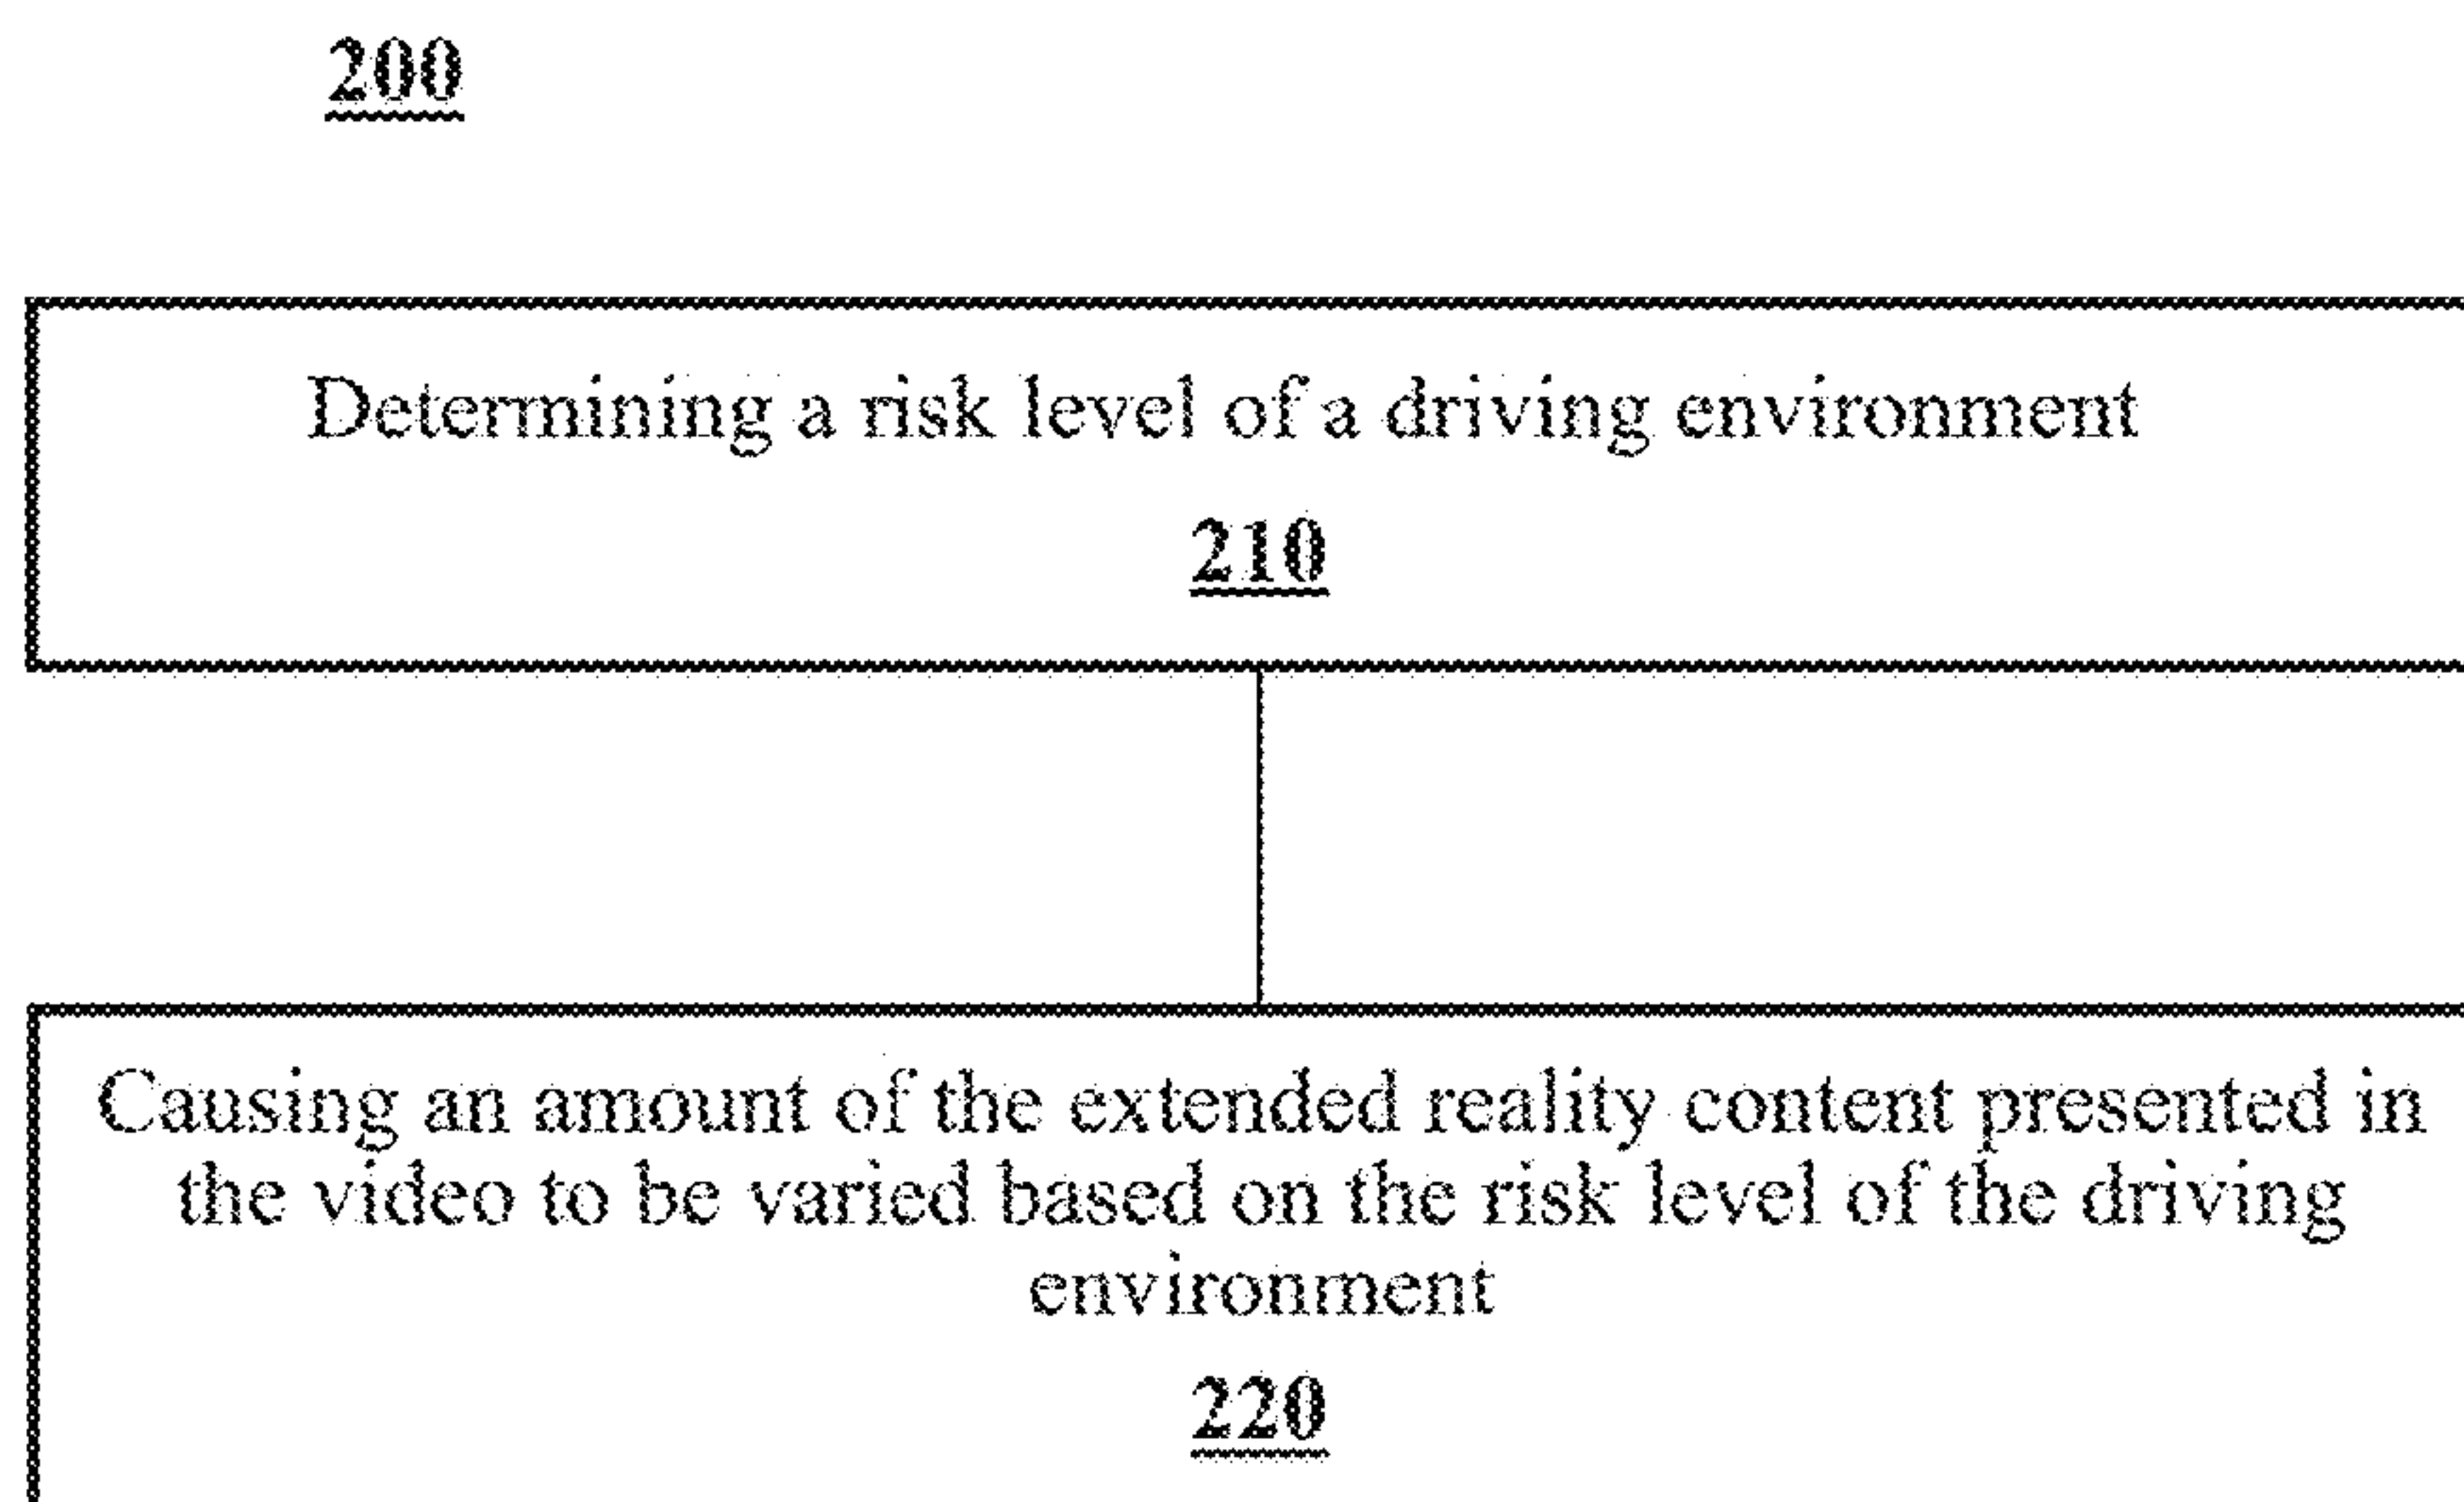 200
Determining a risk level of a driving environment
210
Causing an amount of the extended reality content presented in
the video to be varied based on the risk level of the driving
environment
220